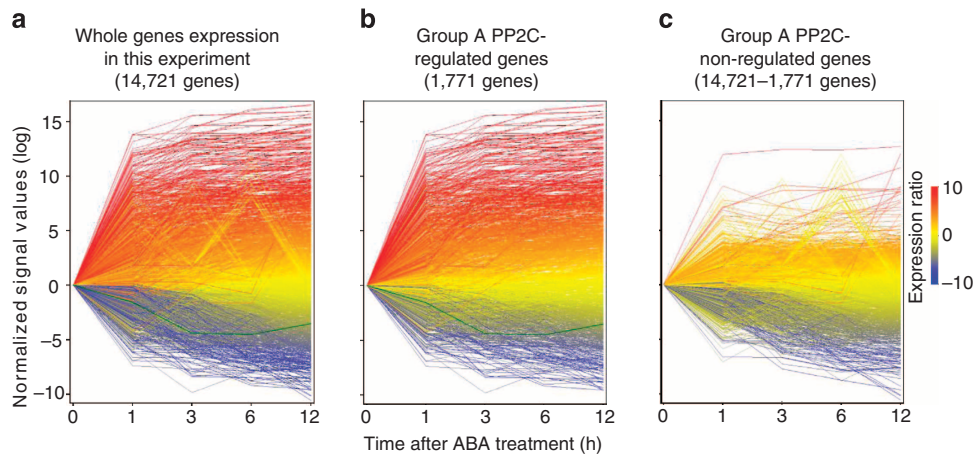 a
Whole genes expression
in this experiment
(14,721 genes)
b
Group A PP2C-
regulated genes
(1,771 genes)
c
Group A PP2C-
non-regulated genes
(14,721–1,771 genes)
Normalized signal values (log)
15
10
5
0
−5
−10
0 1 3 6 12
0 1 3 6 12
0 1 3 6 12
Time after ABA treatment (h)
Expression ratio
10
0
−10